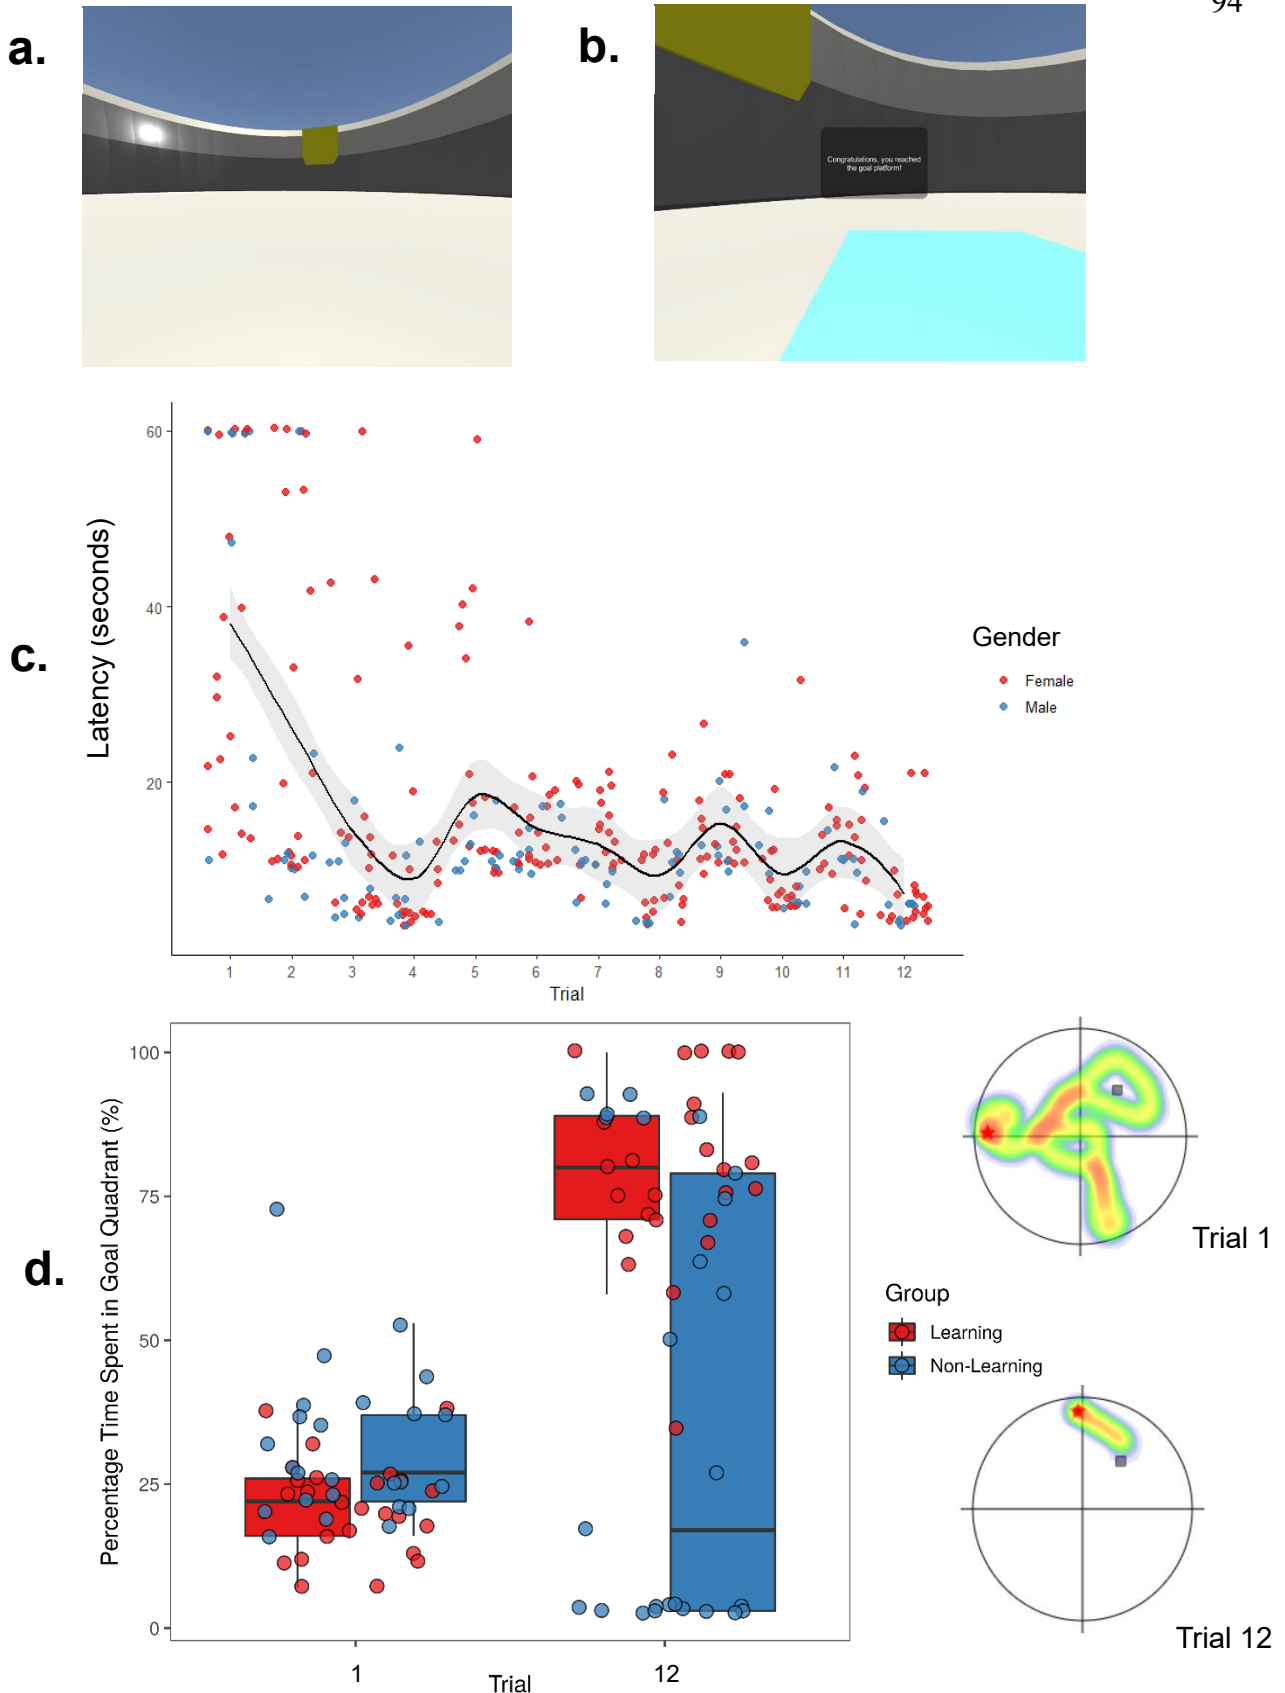 94
a.
b.
Congratulations, you reached
the goal platform!
c.
Latency (seconds)
60
40
20
1 2 3 4 5 6 7 8 9 10 11 12
Trial
Gender
Female
Male
d.
Percentage Time Spent in Goal Quadrant (%)
100
75
50
25
0
1 12
Trial
Group
Learning
Non-Learning
Trial 1
Trial 12